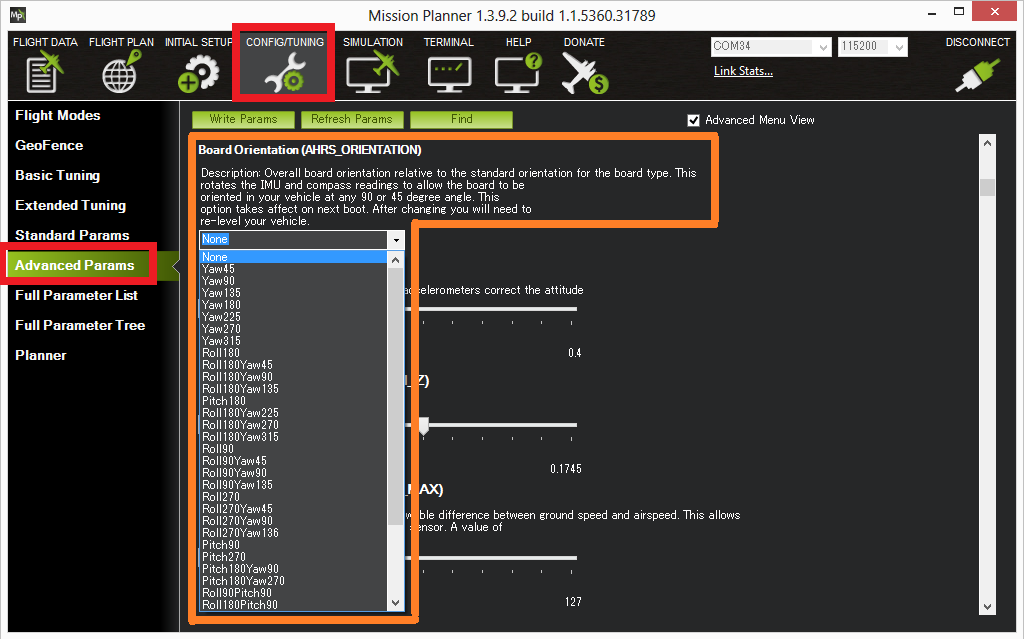 Mp
Mission Planner 1.3.9.2 build 1.1.5360.31789
FLIGHT DATA
FLIGHT PLAN
INITIAL SETUP
CONFIG/TUNING
SIMULATION
TERMINAL
HELP
DONATE
COM34
115200
DISCONNECT
Link Stats...
Flight Modes
GeoFence
Basic Tuning
Extended Tuning
Standard Params
Advanced Params
Full Parameter List
Full Parameter Tree
Planner
Write Params
Refresh Params
Find
Advanced Menu View
Board Orientation (AHRS_ORIENTATION)
Description: Overall board orientation relative to the standard orientation for the board type. This
rotates the IMU and compass readings to allow the board to be
oriented in your vehicle at any 90 or 45 degree angle. This
option takes affect on next boot. After changing you will need to
re-level your vehicle.
None
None
Yaw45
Yaw90
Yaw135
Yaw180
Yaw225
Yaw270
Yaw315
Roll180
Roll180Yaw45
Roll180Yaw90
Roll180Yaw135
Pitch180
Roll180Yaw225
Roll180Yaw270
Roll180Yaw315
Roll90
Roll90Yaw45
Roll90Yaw90
Roll90Yaw135
Roll270
Roll270Yaw45
Roll270Yaw90
Roll270Yaw136
Pitch90
Pitch270
Pitch180Yaw90
Pitch180Yaw270
Roll90Pitch90
Roll180Pitch90
accelerometers correct the attitude
0.4
_Z)
0.1745
_MAX)
difference between ground speed and airspeed. This allows
sensor. A value of
127